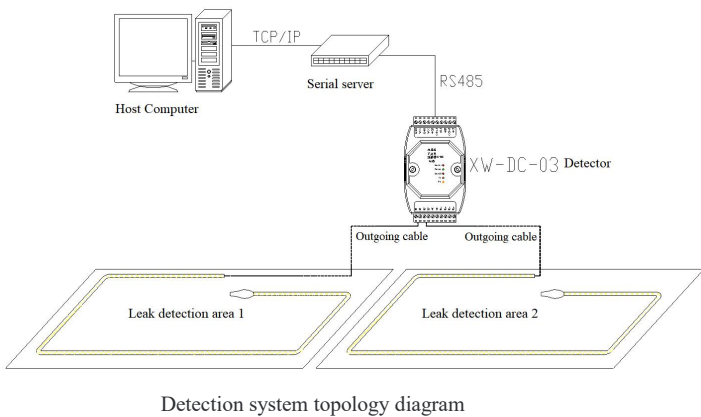 TCP/IP
Serial server
Host Computer
RS485
XW-DC-03 Detector
Outgoing cable
Outgoing cable
Leak detection area 1
Leak detection area 2
Detection system topology diagram